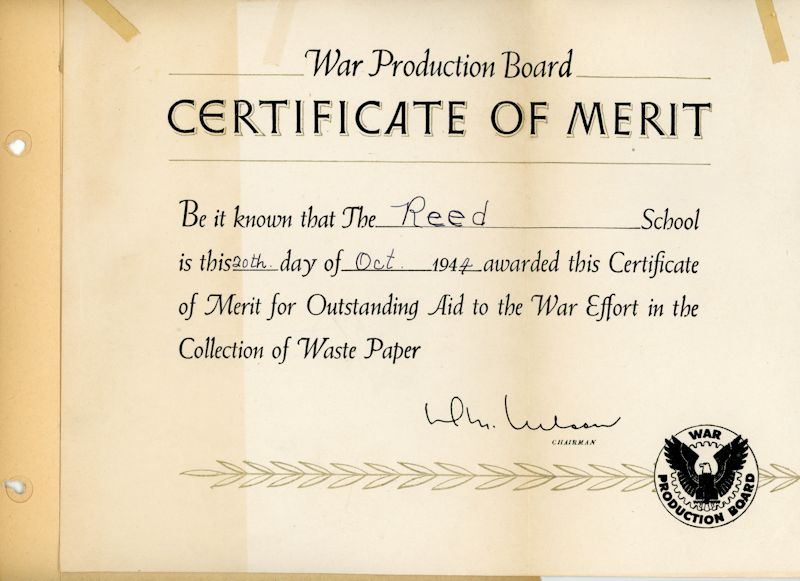 War Production Board
CERTIFICATE OF MERIT
Be it known that The Reed School
is this 20th. day of Oct. 1944 awarded this Certificate
of Merit for Outstanding Aid to the War Effort in the
Collection of Waste Paper
CHAIRMAN
WAR
PRODUCTION BOARD